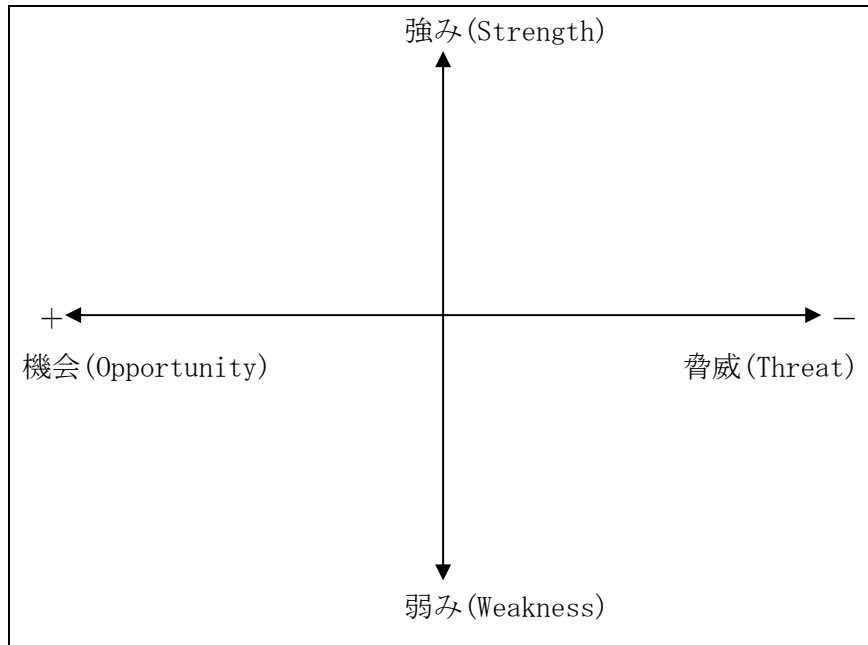 強み(Strength)
＋
－
機会(Opportunity)
脅威(Threat)
弱み(Weakness)